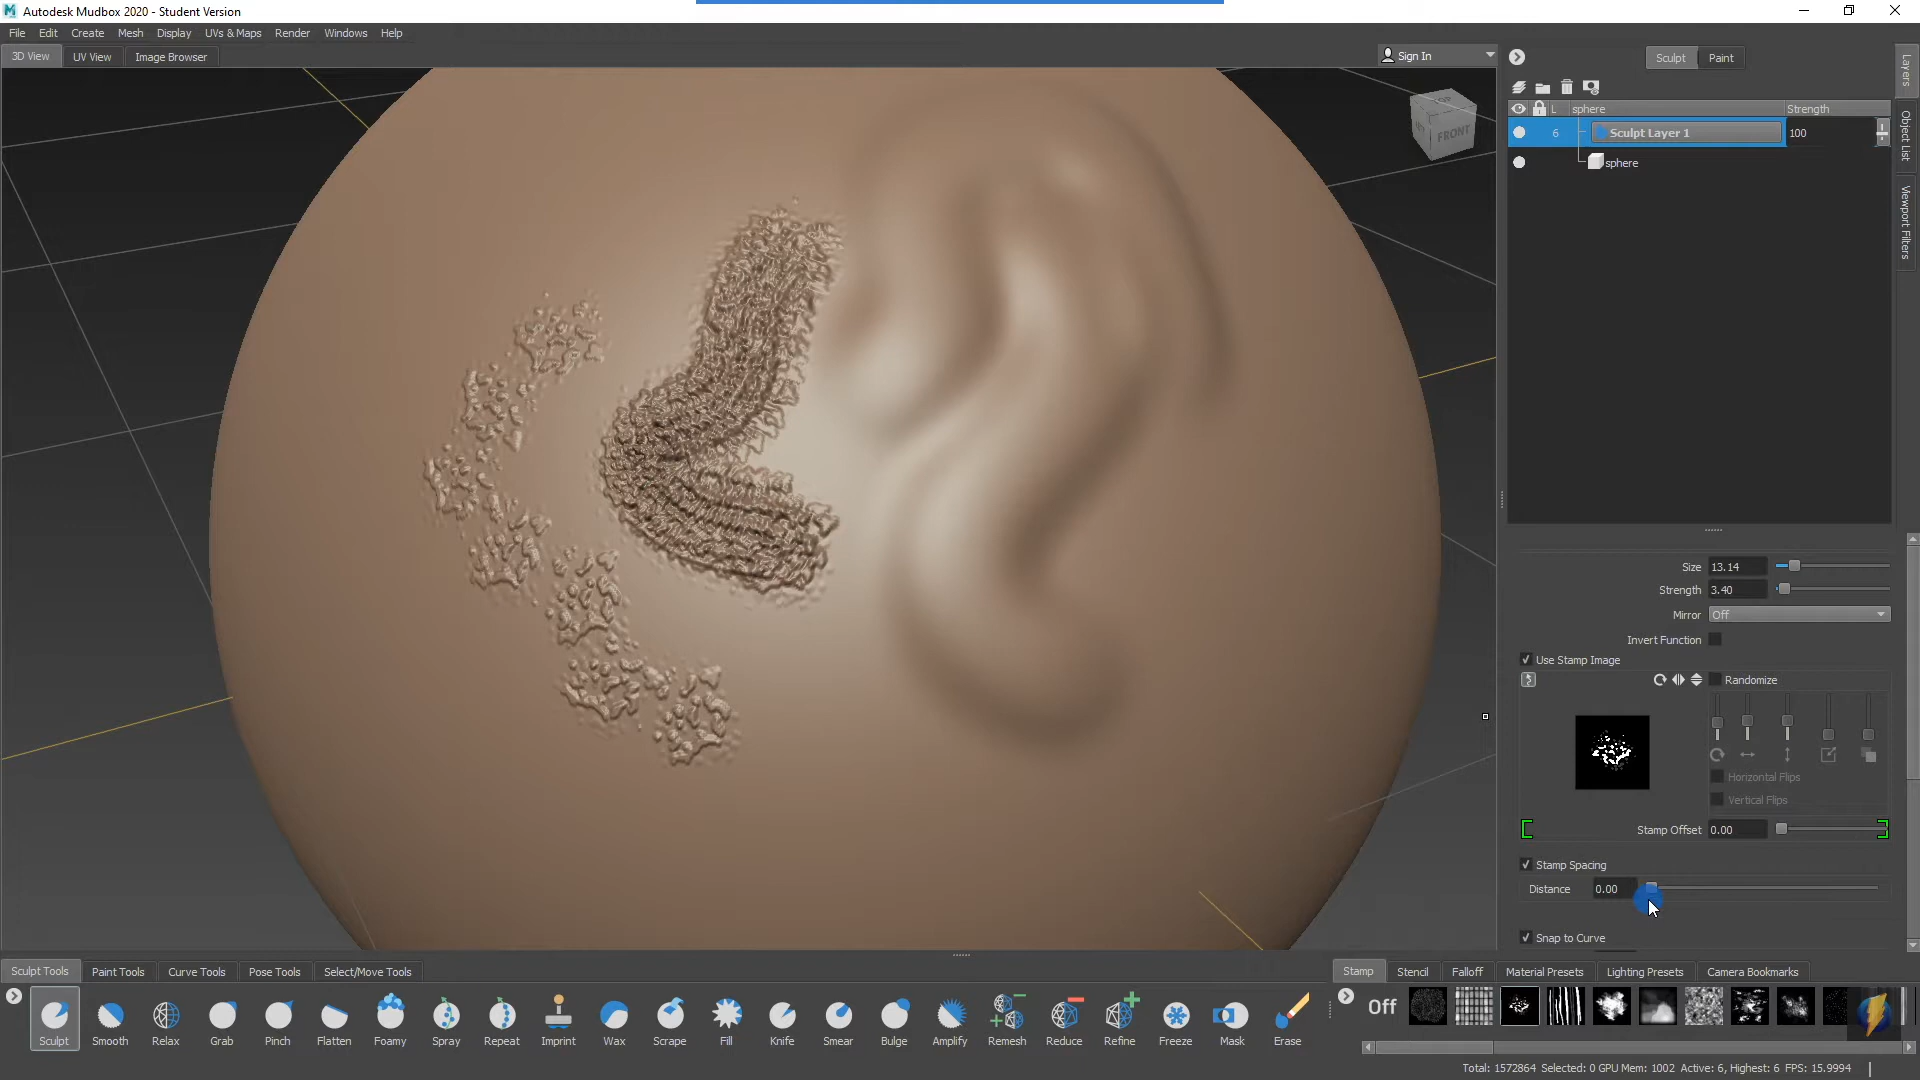 Autodesk Mudbox 2020 - Student Version
File Edit Create Mesh Display UVs & Maps Render Windows Help
3D View UV View Image Browser
Sign In
Sculpt Paint
L sphere Strength
6 Sculpt Layer 1 100
sphere
Layers
Object List
Viewport Filters
FRONT
Size 13.14
Strength 3.40
Mirror Off
Invert Function
Use Stamp Image
Randomize
Horizontal Flips
Vertical Flips
Stamp Offset 0.00
Stamp Spacing
Distance 0.00
Snap to Curve
Sculpt Tools Paint Tools Curve Tools Pose Tools Select/Move Tools
Stamp Stencil Falloff Material Presets Lighting Presets Camera Bookmarks
Off
Sculpt Smooth Relax Grab Pinch Flatten Foamy Spray Repeat Imprint Wax Scrape Fill Knife Smear Bulge Amplify Remesh Reduce Refine Freeze Mask Erase
Total: 1572864 Selected: 0 GPU Mem: 1002 Active: 6, Highest: 6 FPS: 15.9994